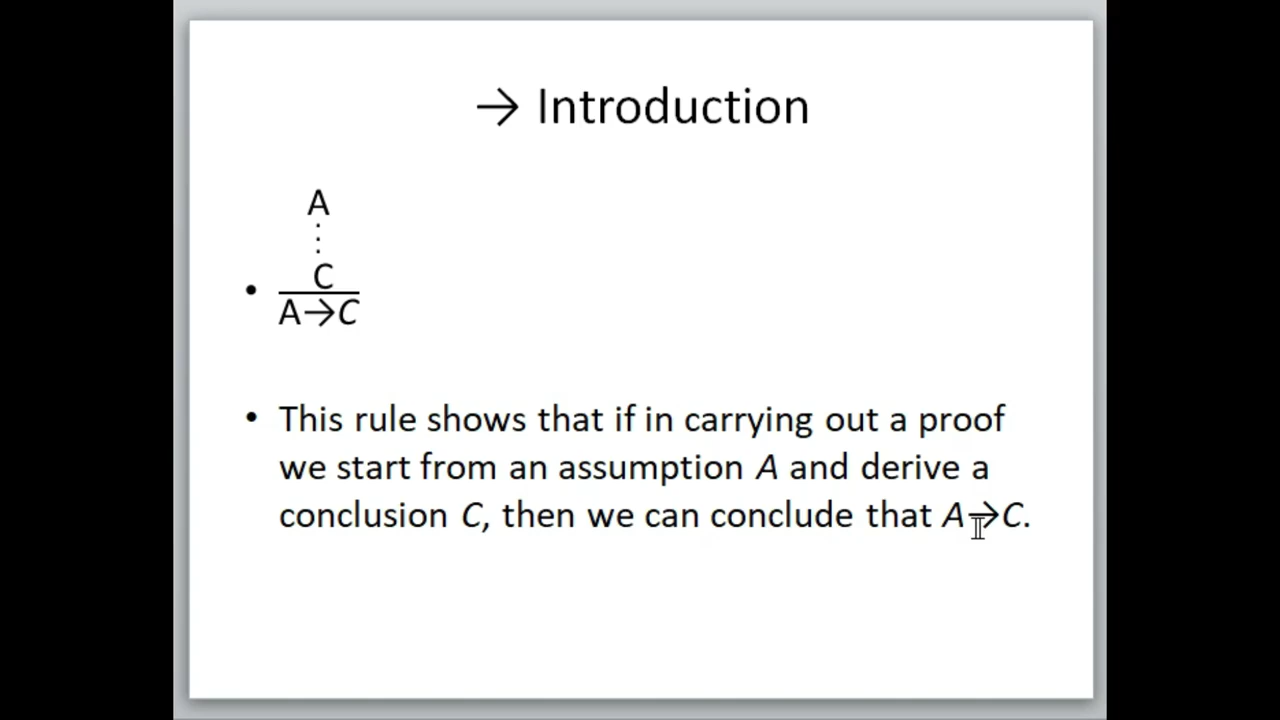 → Introduction
A
⋮
C
• A→C
• This rule shows that if in carrying out a proof
we start from an assumption A and derive a
conclusion C, then we can conclude that A→C.